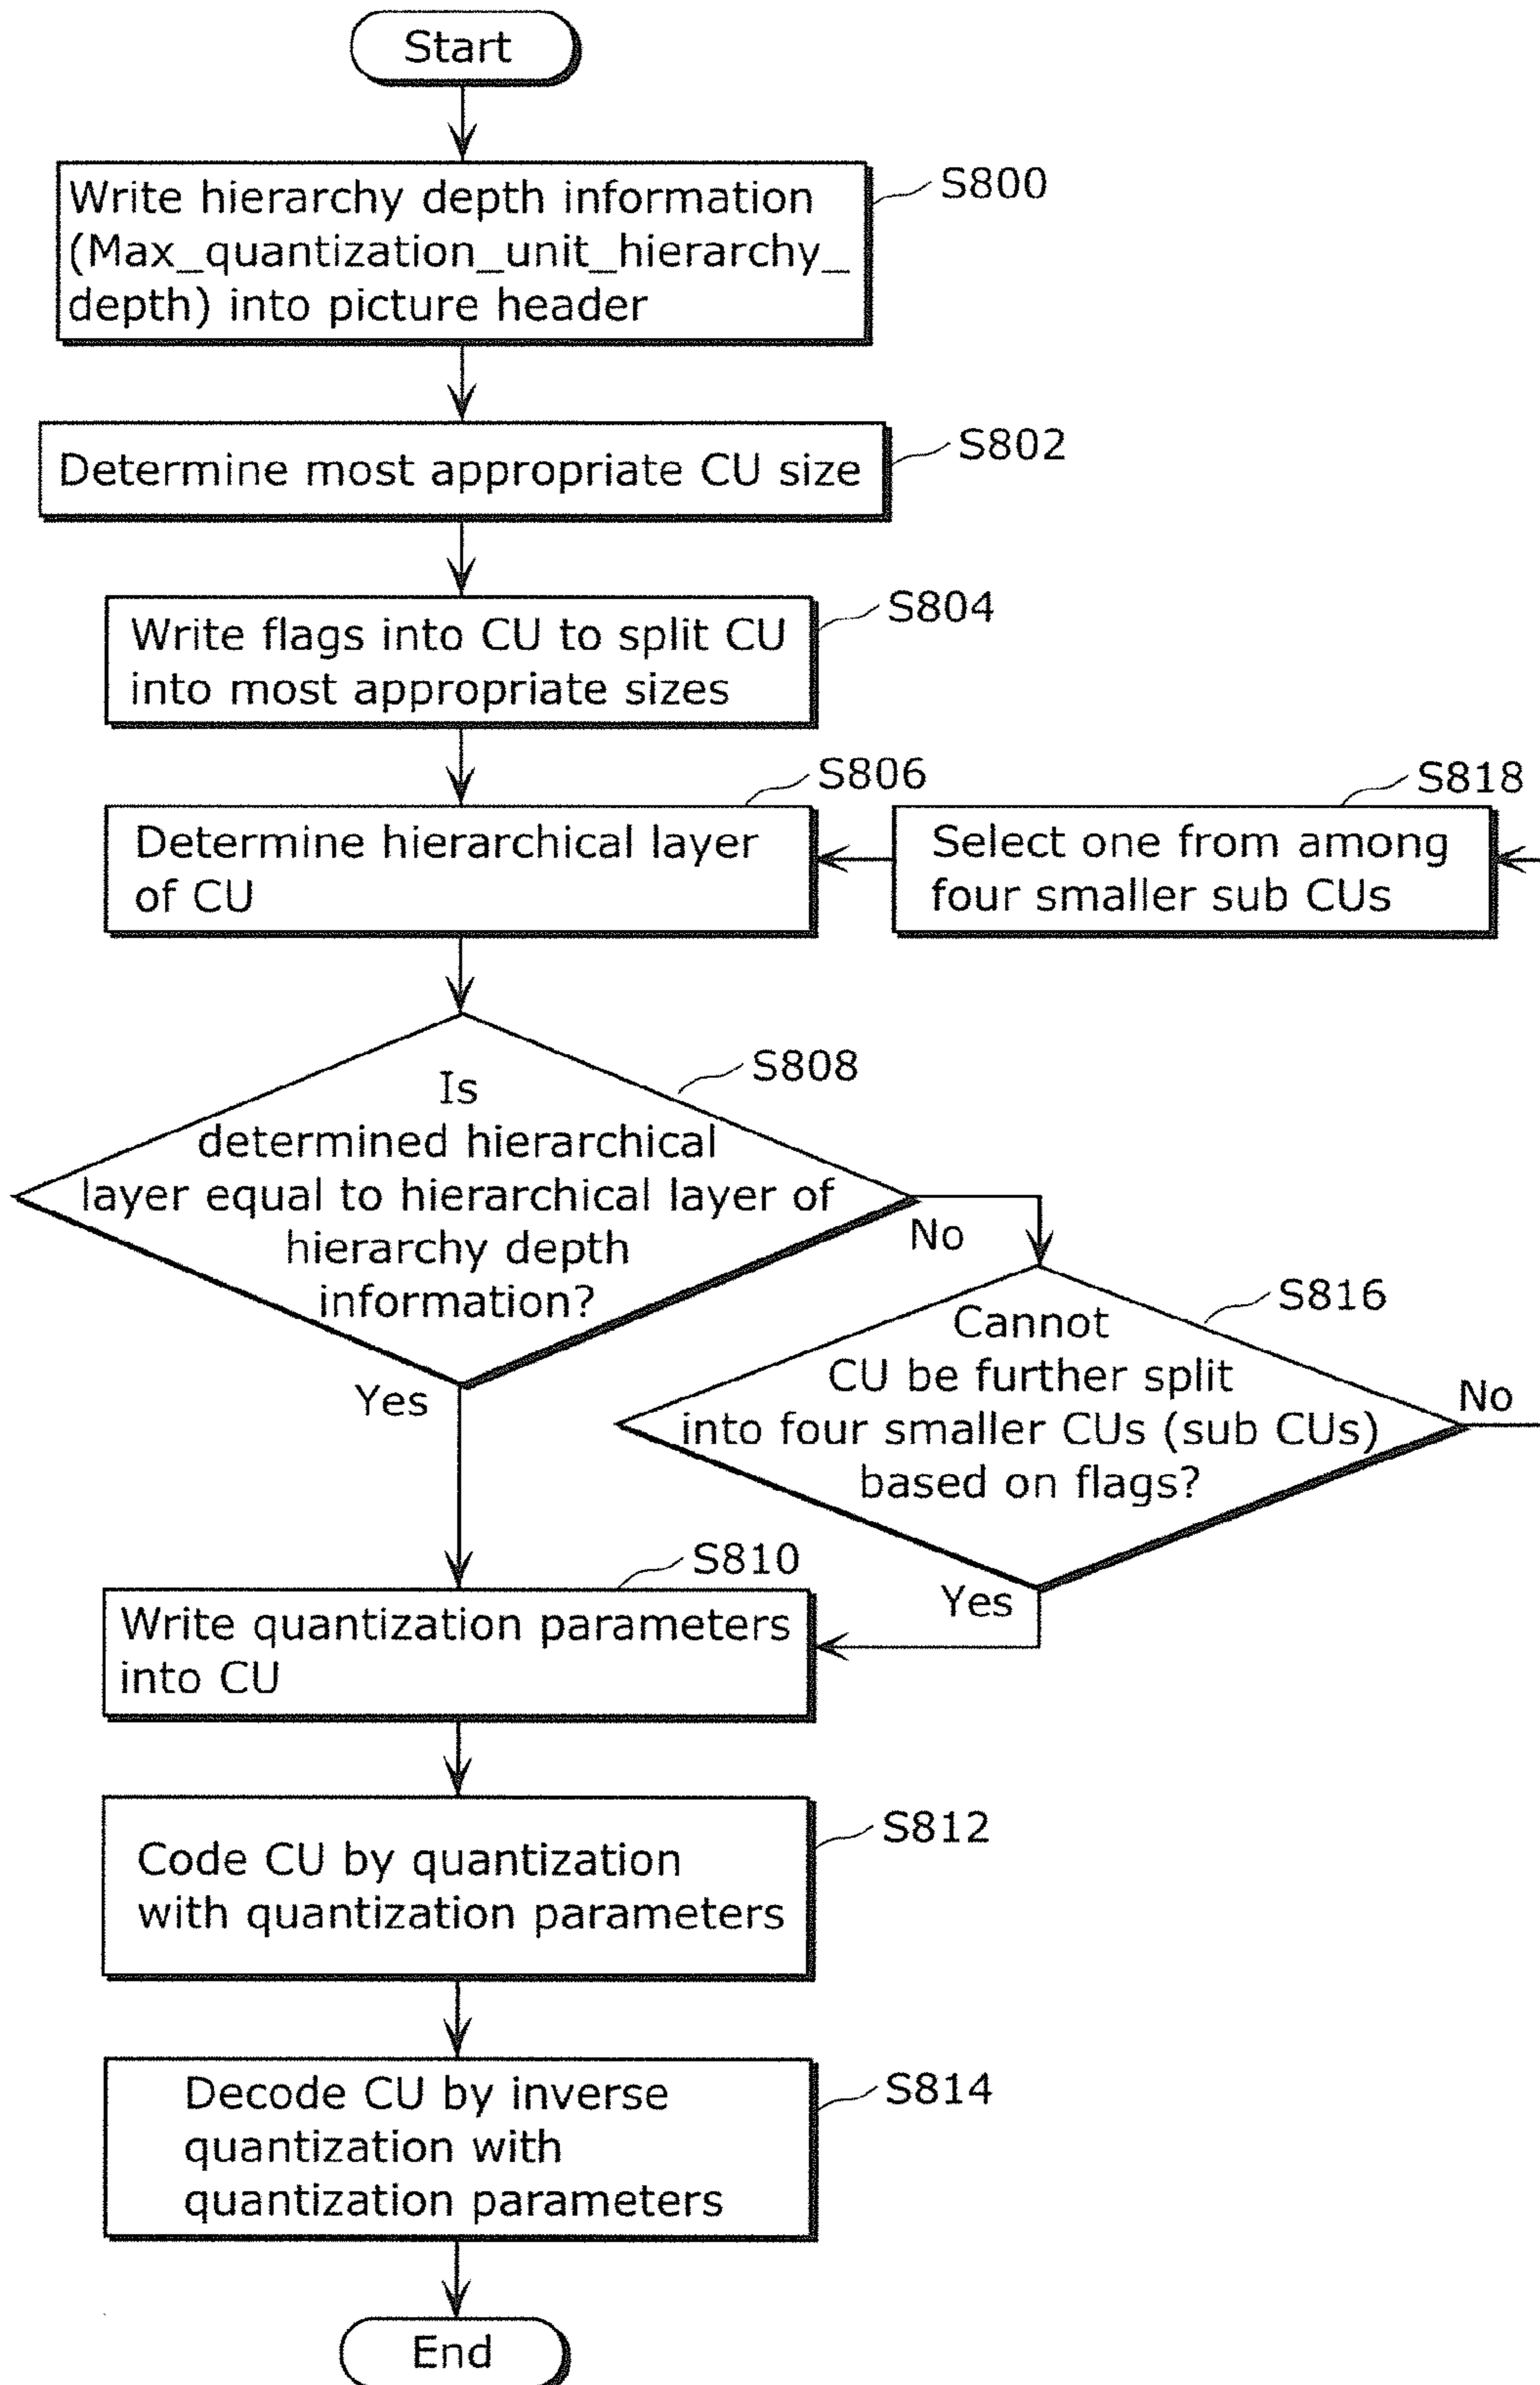 Start
Write hierarchy depth information
(Max_quantization_unit_hierarchy_
depth) into picture header
S800
Determine most appropriate CU size
S802
Write flags into CU to split CU
into most appropriate sizes
S804
Determine hierarchical layer
of CU
S806
Select one from among
four smaller sub CUs
S818
Is
determined hierarchical
layer equal to hierarchical layer of
hierarchy depth
information?
S808
No
Yes
Cannot
CU be further split
into four smaller CUs (sub CUs)
based on flags?
S816
No
Yes
Write quantization parameters
into CU
S810
Code CU by quantization
with quantization parameters
S812
Decode CU by inverse
quantization with
quantization parameters
S814
End